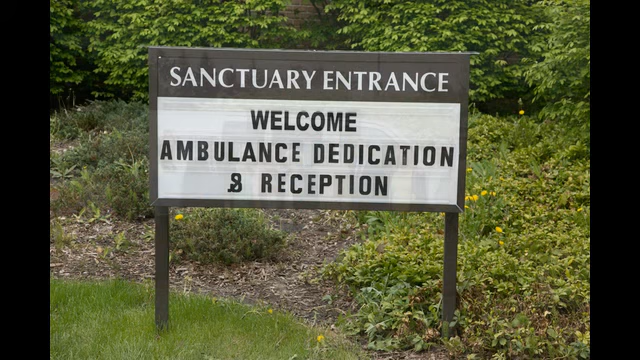 SANCTUARY ENTRANCE
WELCOME
AMBULANCE DEDICATION
& RECEPTION